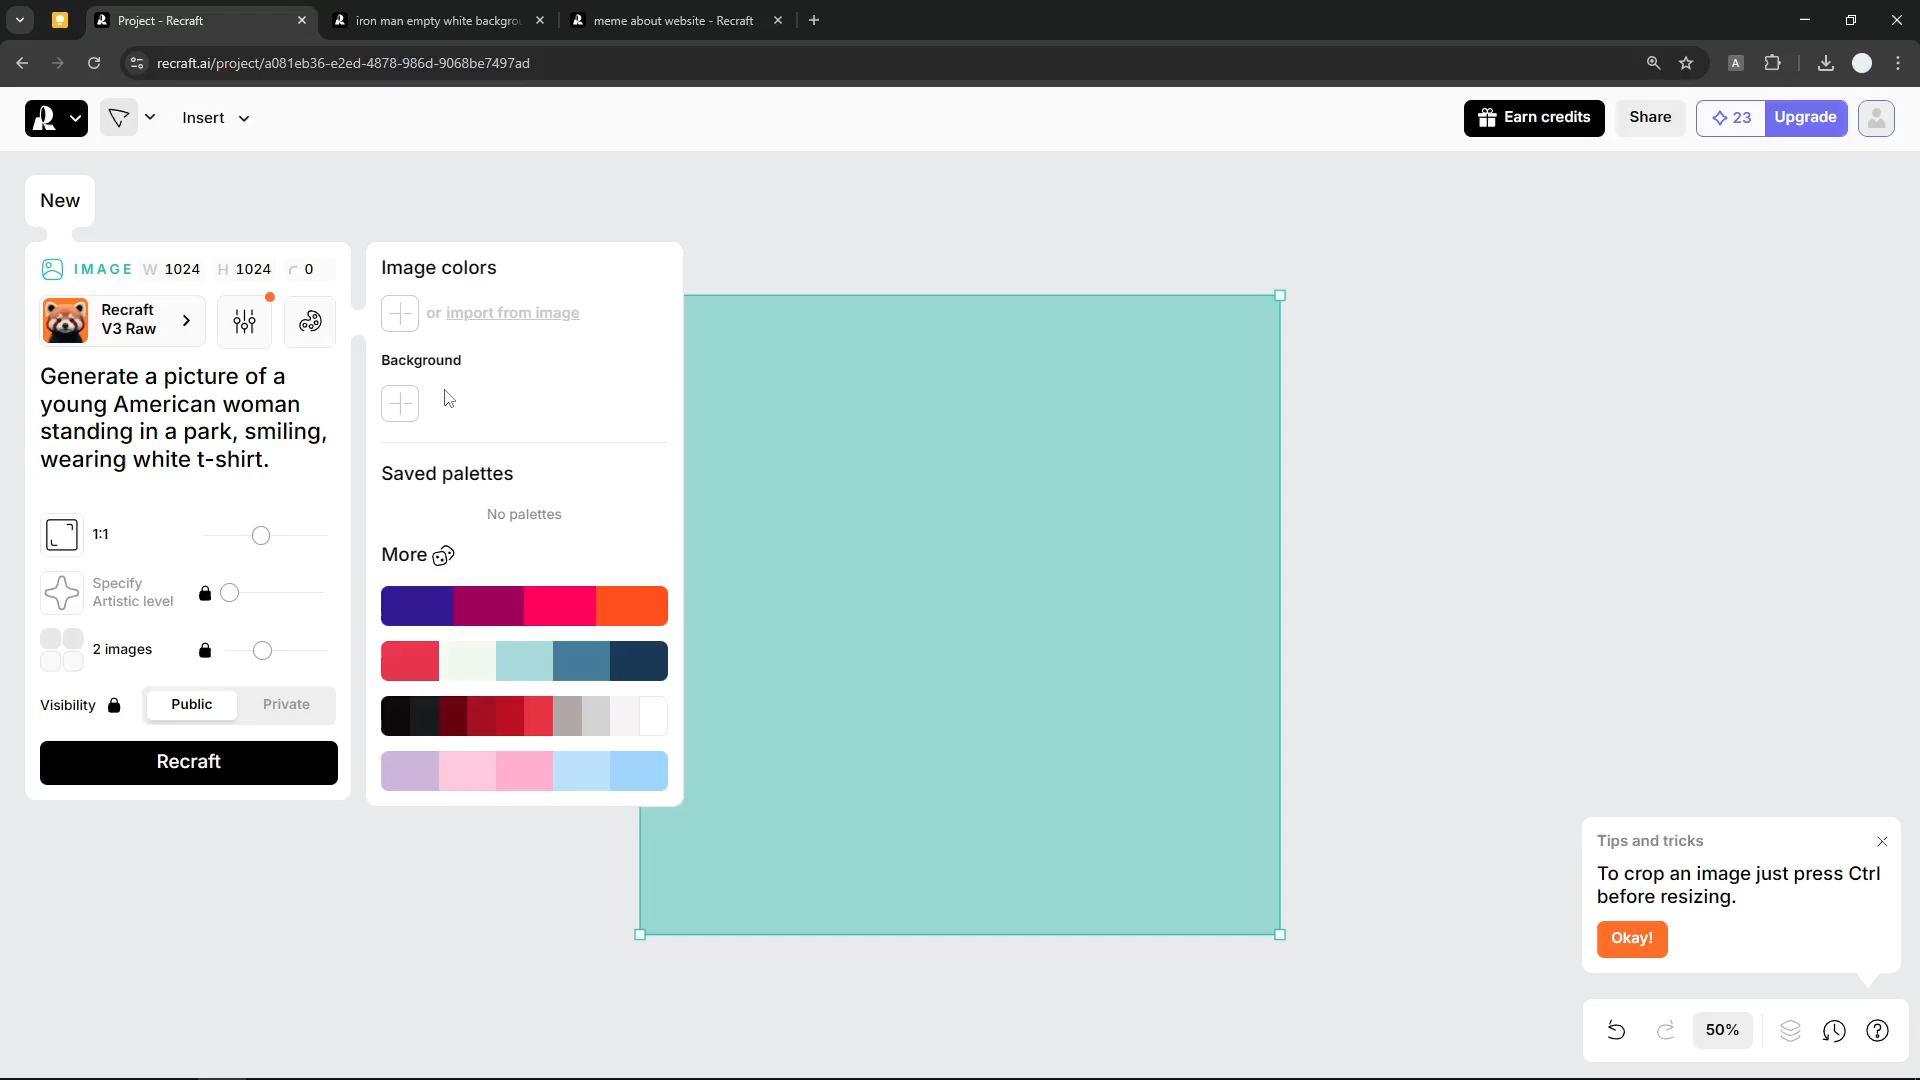 Project - Recraft
iron man empty white backgrou
meme about website - Recraft
recraft.ai/project/a081eb36-e2ed-4878-986d-9068be7497ad
A
Insert
Earn credits
Share
23
Upgrade
New
IMAGE W 1024 H 1024 0
Recraft
V3 Raw
Generate a picture of a
young American woman
standing in a park, smiling,
wearing white t-shirt.
1:1
Specify
Artistic level
2 images
Visibility
Public
Private
Recraft
Image colors
or import from image
Background
Saved palettes
No palettes
More
Tips and tricks
To crop an image just press Ctrl
before resizing.
Okay!
50%